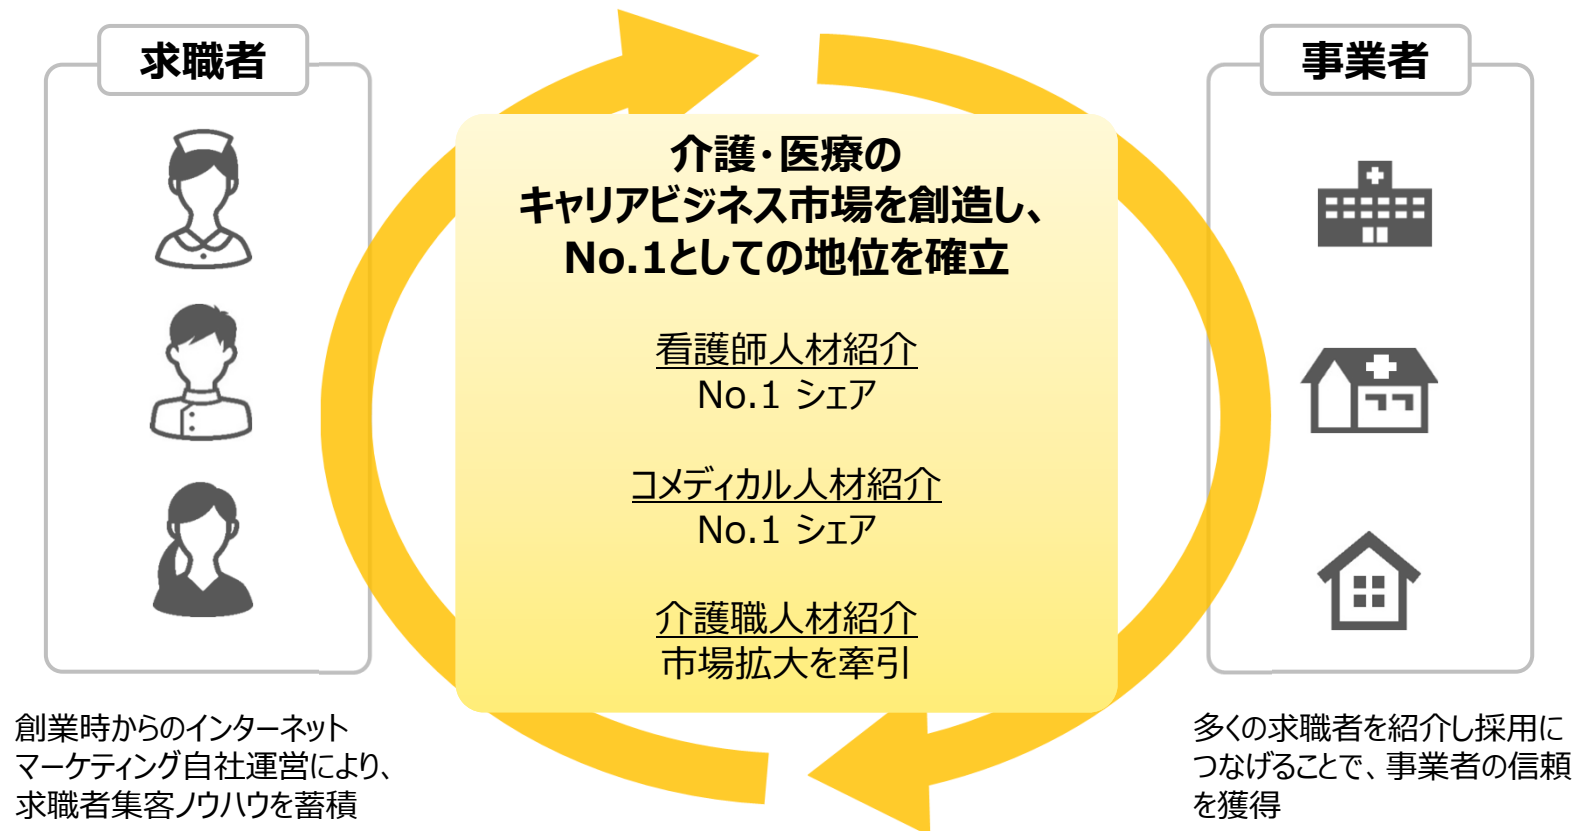 求職者
創業時からのインターネット
マーケティング自社運営により、
求職者集客ノウハウを蓄積
介護・医療の
キャリアビジネス市場を創造し、
No.1としての地位を確立
看護師人材紹介
No.1 シェア
コメディカル人材紹介
No.1 シェア
介護職人材紹介
市場拡大を牽引
事業者
多くの求職者を紹介し採用に
つなげることで、事業者の信頼
を獲得